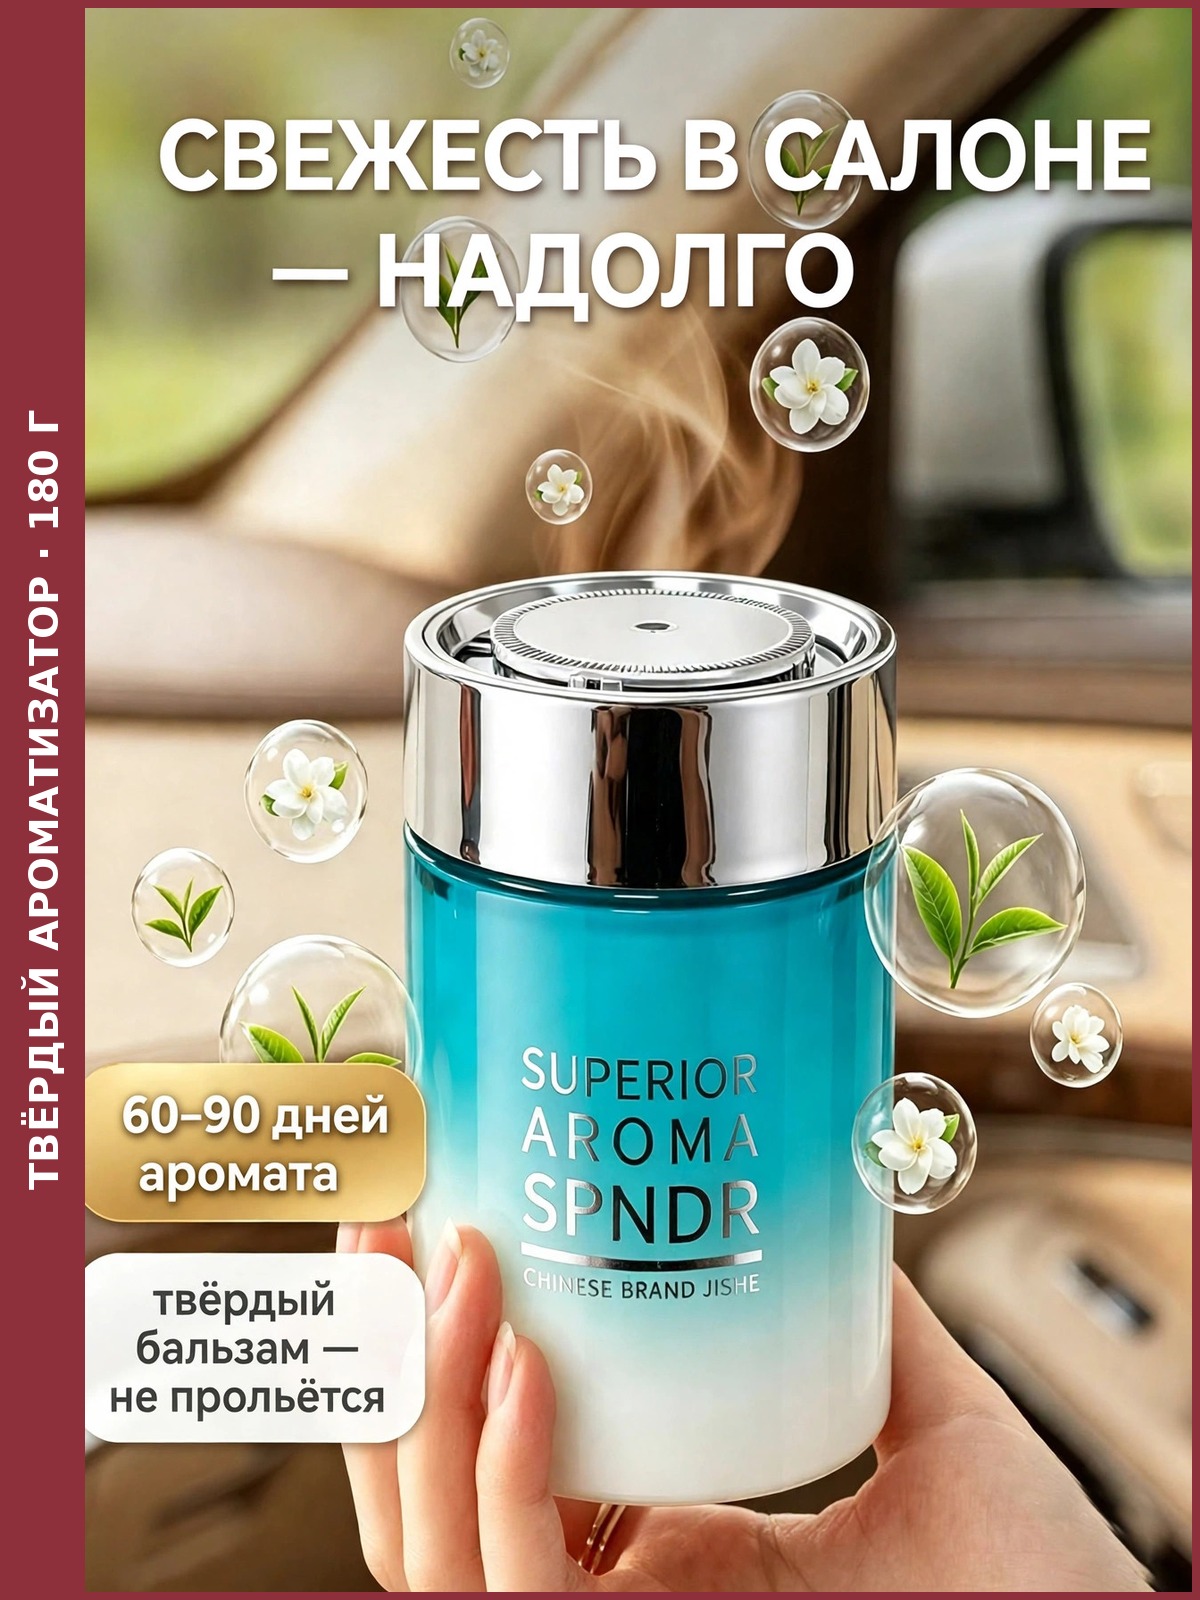 СВЕЖЕСТЬ В САЛОНЕ
— НАДОЛГО
ТВЁРДЫЙ АРОМАТИЗАТОР · 180 Г
SUPERIOR
AROMA
SPNDR
CHINESE BRAND JISHE
60–90 дней
аромата
твёрдый
бальзам —
не прольётся